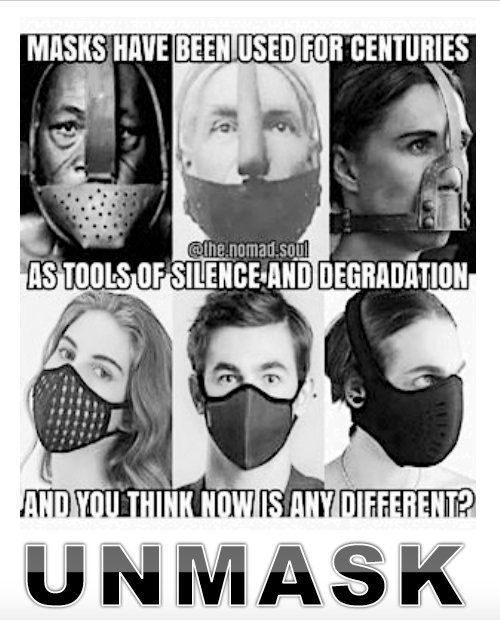 MASKS HAVE BEEN USED FOR CENTURIES
@the.nomad.soul
AS TOOLS OF SILENCE AND DEGRADATION
AND YOU THINK NOW IS ANY DIFFERENT?
UNMASK